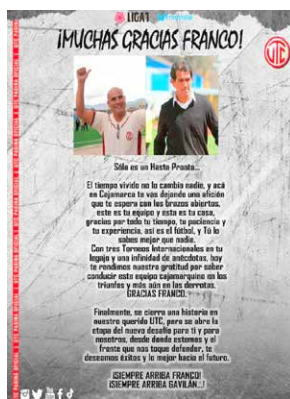 LIGA1
¡MUCHAS GRACIAS FRANCO!
UTC
Sólo es un Hasta Pronto...
El tiempo vivido no lo cambia nadie, y acá
en Cajamarca te vas dejando una afición
que te espera con los brazos abiertos,
este es tu equipo y esta es tu casa,
gracias por todo tu tiempo, tu paciencia y
tu experiencia, así es el fútbol, y Tú lo
sabes mejor que nadie.
Con tres Torneos Internacionales en tu
legajo y una infinidad de anécdotas, hoy
te rendimos nuestra gratitud por saber
conducir este equipo cajamarquino en los
triunfos y más aún en las derrotas.
GRACIAS FRANCO.
Finalmente, se cierra una historia en
nuestro querido UTC, pero se abre la
etapa del nuevo desafío para ti y para
nosotros, desde donde estemos y el
frente que nos toque defender, te
deseamos éxitos y lo mejor hacia el futuro.
¡SIEMPRE ARRIBA FRANCO!
¡SIEMPRE ARRIBA GAVILÁN...!